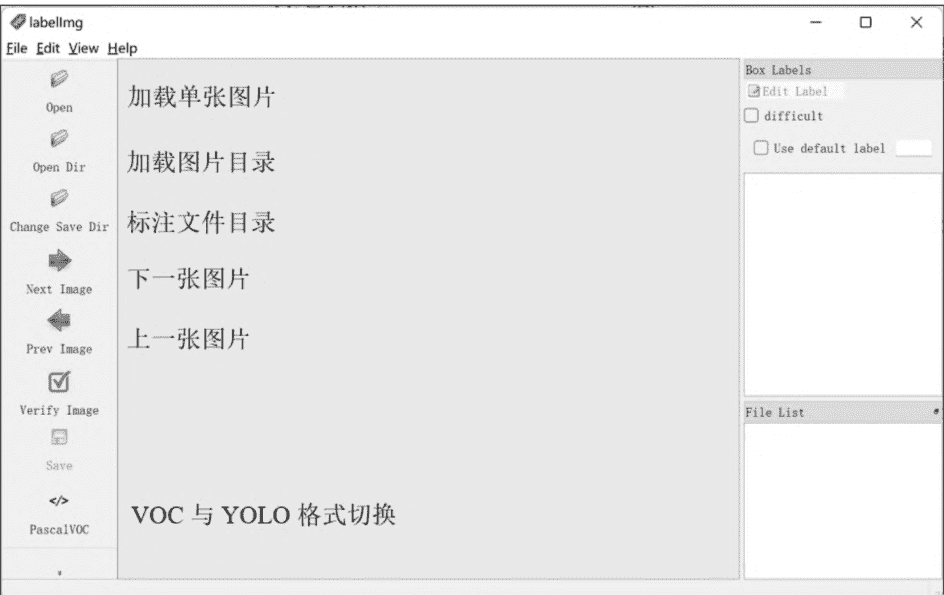 labelImg
File Edit View Help
Open
加载单张图片
Open Dir
加载图片目录
Change Save Dir
标注文件目录
Next Image
下一张图片
Prev Image
上一张图片
Verify Image
Save
</>
PascalVOC
VOC 与 YOLO 格式切换
Box Labels
Edit Label
difficult
Use default label
File List